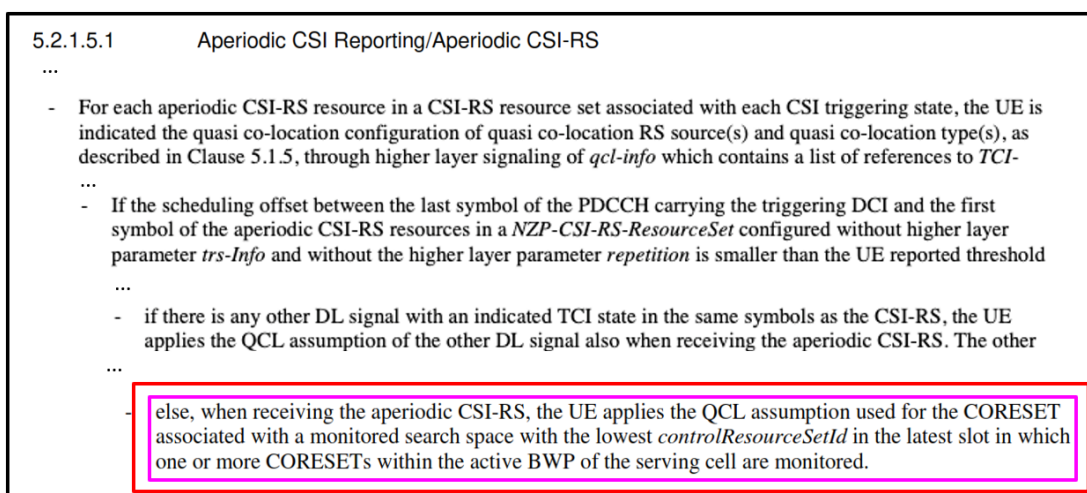 5.2.1.5.1 Aperiodic CSI Reporting/Aperiodic CSI-RS
...
- For each aperiodic CSI-RS resource in a CSI-RS resource set associated with each CSI triggering state, the UE is
indicated the quasi co-location configuration of quasi co-location RS source(s) and quasi co-location type(s), as
described in Clause 5.1.5, through higher layer signaling of qcl-info which contains a list of references to TCI-
...
- If the scheduling offset between the last symbol of the PDCCH carrying the triggering DCI and the first
symbol of the aperiodic CSI-RS resources in a NZP-CSI-RS-ResourceSet configured without higher layer
parameter trs-Info and without the higher layer parameter repetition is smaller than the UE reported threshold
...
- if there is any other DL signal with an indicated TCI state in the same symbols as the CSI-RS, the UE
applies the QCL assumption of the other DL signal also when receiving the aperiodic CSI-RS. The other
...
- else, when receiving the aperiodic CSI-RS, the UE applies the QCL assumption used for the CORESET
associated with a monitored search space with the lowest controlResourceSetId in the latest slot in which
one or more CORESETs within the active BWP of the serving cell are monitored.